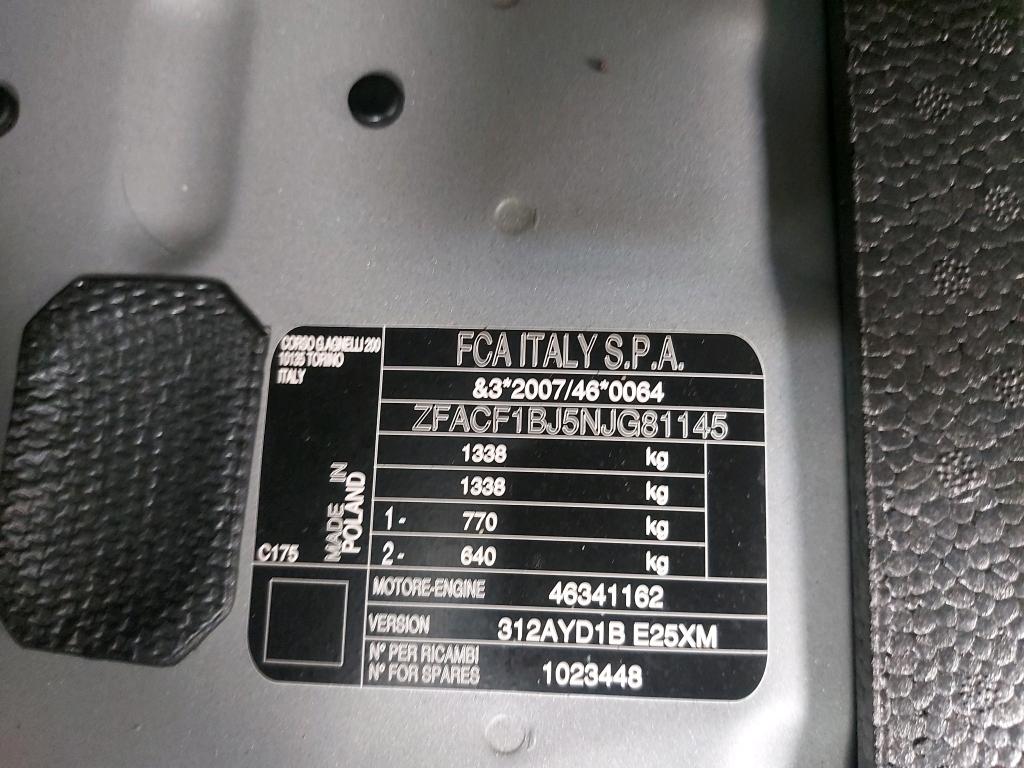 CORSO G.AGNELLI 200
10135 TORINO
ITALY
FCA ITALY S.P.A.
&3*2007/46*0064
ZFACF1BJ5NJG81145
1338 kg
1338 kg
1- 770 kg
2- 640 kg
MADE IN
POLAND
C175
MOTORE-ENGINE 46341162
VERSION 312AYD1B E25XM
N° PER RICAMBI
N° FOR SPARES 1023448